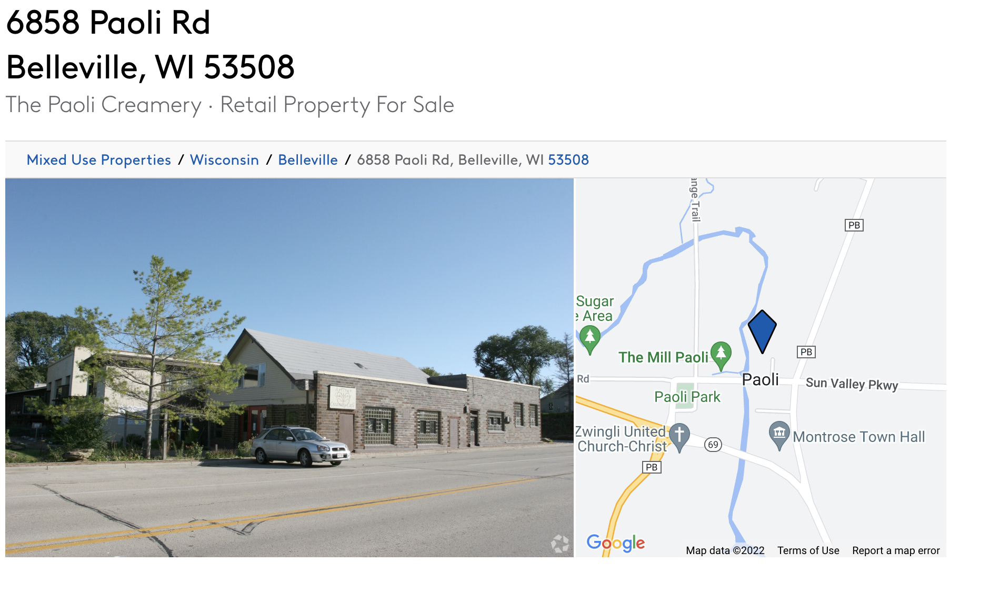 6858 Paoli Rd
Belleville, WI 53508
The Paoli Creamery · Retail Property For Sale
Mixed Use Properties / Wisconsin / Belleville / 6858 Paoli Rd, Belleville, WI 53508
ange Trail
PB
Sugar
e Area
The Mill Paoli
PB
Rd
Paoli
Sun Valley Pkwy
Paoli Park
Zwingli United
Church-Christ
69
Montrose Town Hall
PB
Google
Map data ©2022 Terms of Use Report a map error